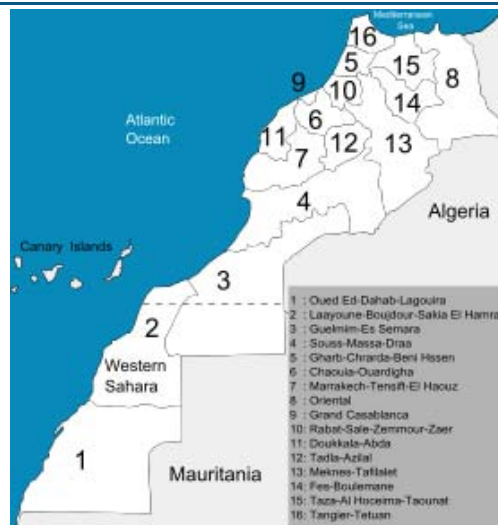 Mediterranean
Sea
16
5
15
8
9
10
14
6
11
12
13
7
Atlantic
Ocean
4
Algeria
Canary Islands
3
2
Western
Sahara
1
Mauritania
1 : Oued Ed-Dahab-Lagouira
2 : Laayoune-Boujdour-Sakia El Hamra
3 : Guelmim-Es Semara
4 : Souss-Massa-Draa
5 : Gharb-Chrarda-Beni Hssen
6 : Chaouia-Ouardigha
7 : Marrakech-Tensift-El Haouz
8 : Oriental
9 : Grand Casablanca
10: Rabat-Sale-Zemmour-Zaer
11: Doukkala-Abda
12: Tadla-Azilal
13: Meknes-Tafilalet
14: Fes-Boulemane
15: Taza-Al Hoceima-Taounat
16: Tangier-Tetuan